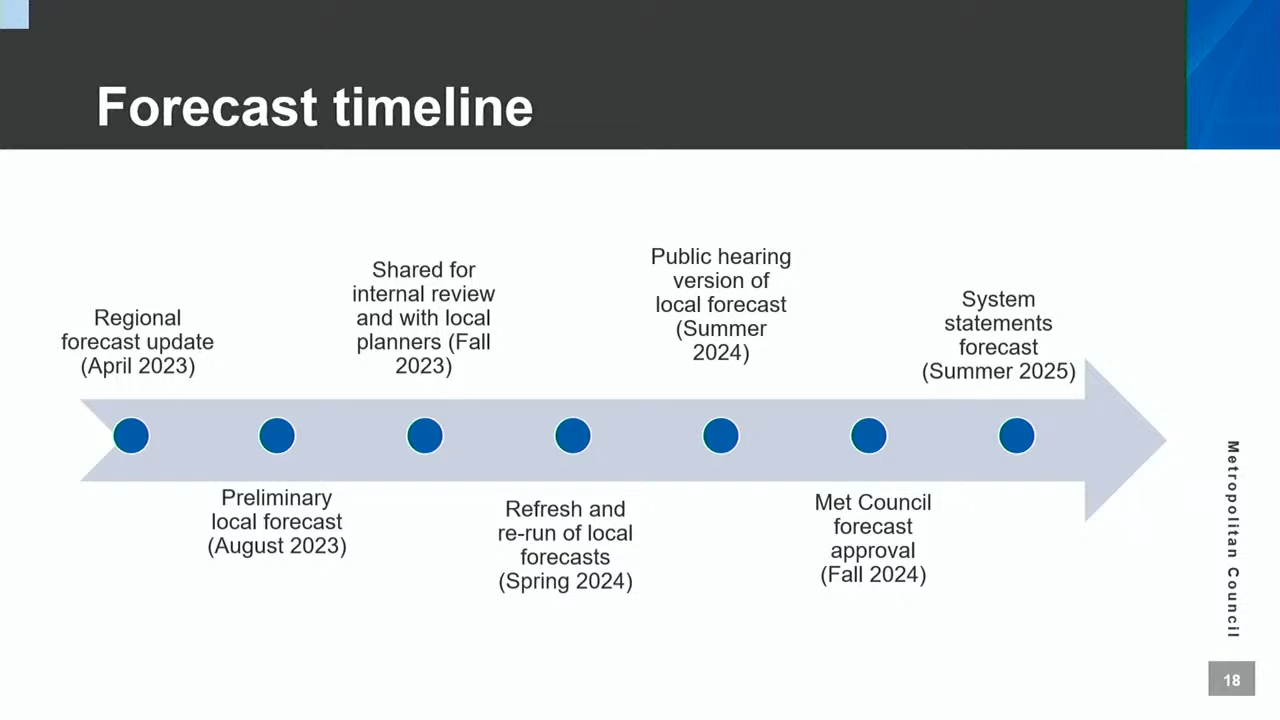 Forecast timeline
Regional
forecast update
(April 2023)
Preliminary
local forecast
(August 2023)
Shared for
internal review
and with local
planners (Fall
2023)
Refresh and
re-run of local
forecasts
(Spring 2024)
Public hearing
version of
local forecast
(Summer
2024)
Met Council
forecast
approval
(Fall 2024)
System
statements
forecast
(Summer 2025)
Metropolitan Council
18